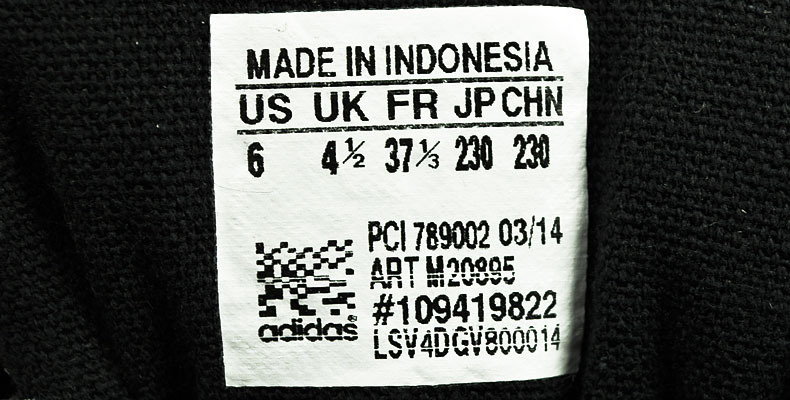 MADE IN INDONESIA
US UK FR JP CHN
6 4½ 37⅓ 230 230
PCI 789002 03/14
ART M20895
#109419822
adidas®
LSV4DGV800014